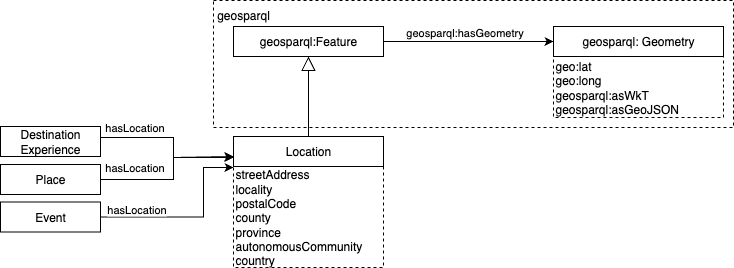 geosparql
geosparql:Feature
geosparql:hasGeometry
geosparql: Geometry
geo:lat
geo:long
geosparql:asWkT
geosparql:asGeoJSON
Destination
Experience
hasLocation
Place
hasLocation
Event
hasLocation
Location
streetAddress
locality
postalCode
county
province
autonomousCommunity
country